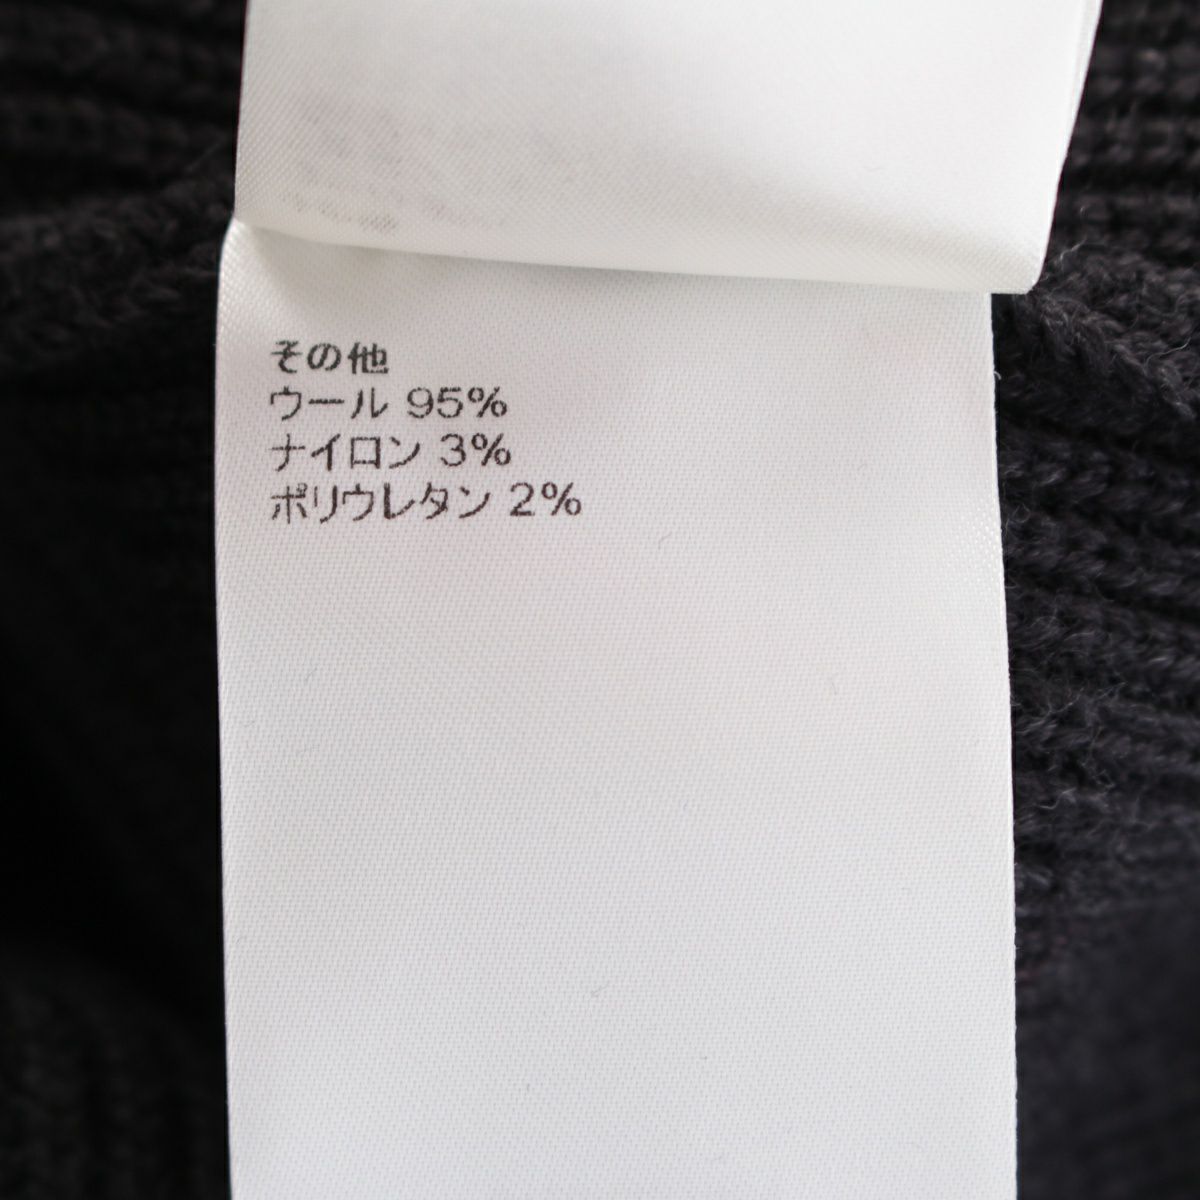 その他
ウール 95%
ナイロン 3%
ポリウレタン 2%